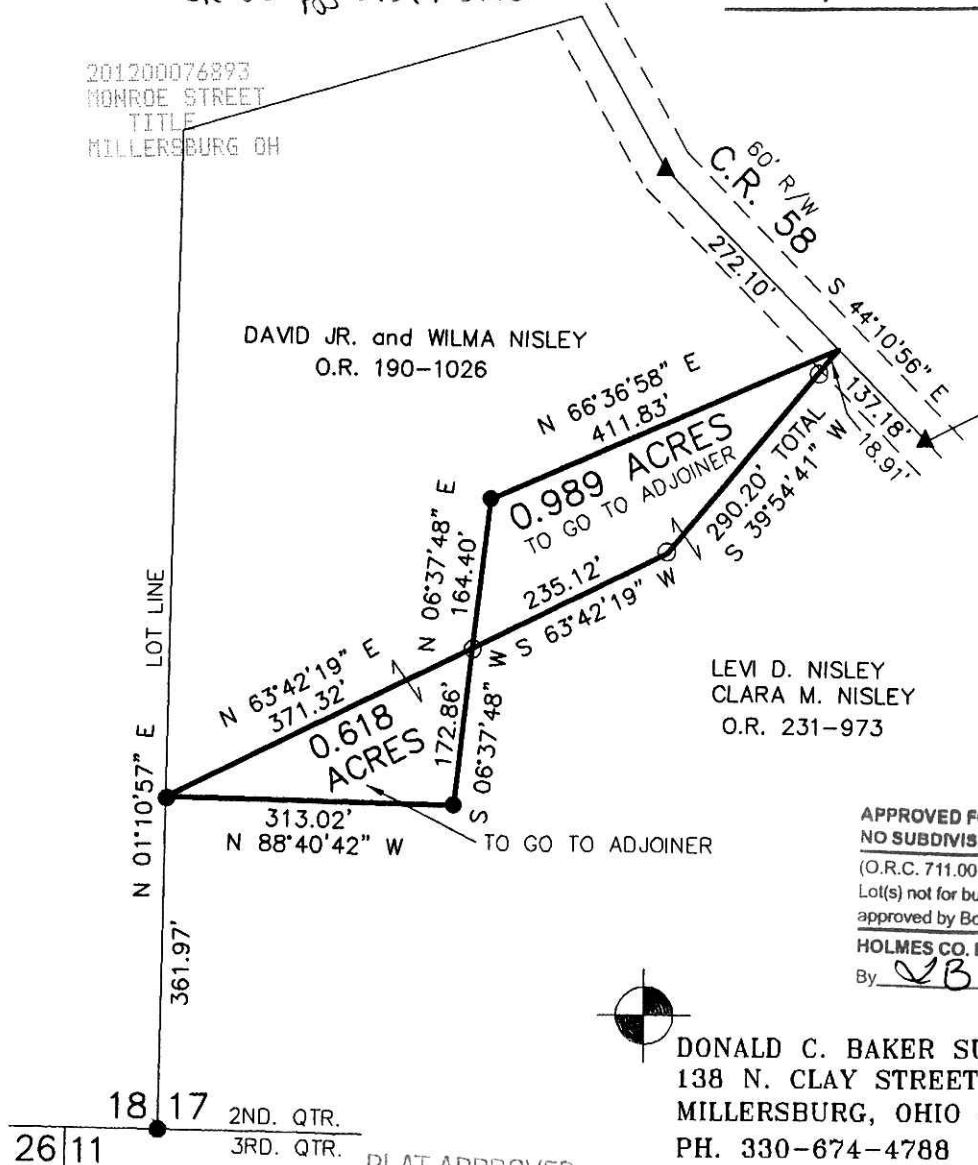 201200076893
MONROE STREET
TITLE
MILLERSBURG OH
60' R/W
C.R. 58
272.10'
S 44°10'56" E
137.18'
18.91'
DAVID JR. and WILMA NISLEY
O.R. 190-1026
N 66°36'58" E
411.83'
0.989 ACRES
TO GO TO ADJOINER
290.20' TOTAL
S 39°54'41" W
N 06°37'48" E
164.40'
235.12'
S 63°42'19" W
LOT LINE
N 01°10'57" E
N 63°42'19" E
371.32'
0.618
ACRES
172.86'
S 06°37'48" W
LEVI D. NISLEY
CLARA M. NISLEY
O.R. 231-973
313.02'
N 88°40'42" W
TO GO TO ADJOINER
361.97'
APPROVED
NO SUBDIVIS
(O.R.C. 711.00
Lot(s) not for bu
approved by Bo
HOLMES CO.
By
DONALD C. BAKER SU
138 N. CLAY STREET
MILLERSBURG, OHIO
PH. 330-674-4788
18 17 2ND. QTR.
26 11 3RD. QTR.
PLAT APPROVED